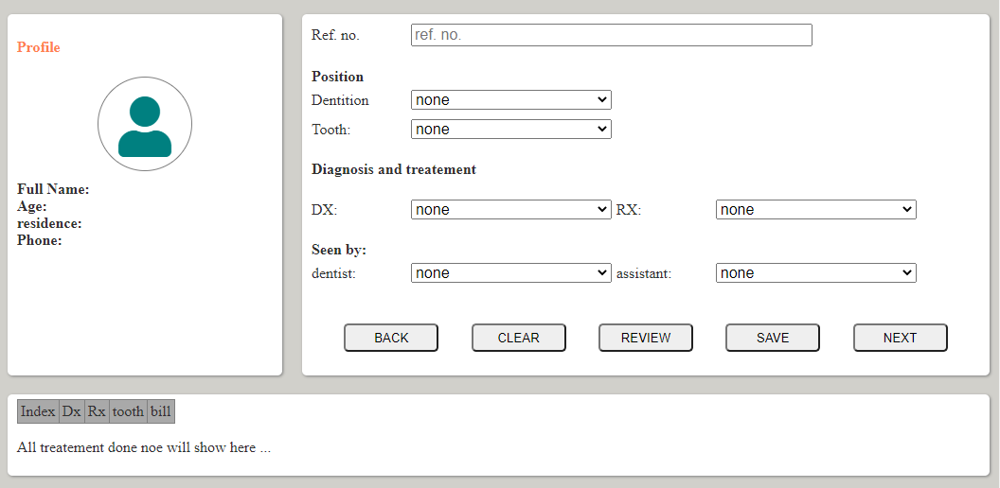 Profile
Full Name:
Age:
residence:
Phone:
Ref. no. ref. no.
Position
Dentition none
Tooth: none
Diagnosis and treatement
DX: none RX: none
Seen by:
dentist: none assistant: none
BACK CLEAR REVIEW SAVE NEXT
Index Dx Rx tooth bill
All treatement done noe will show here ...